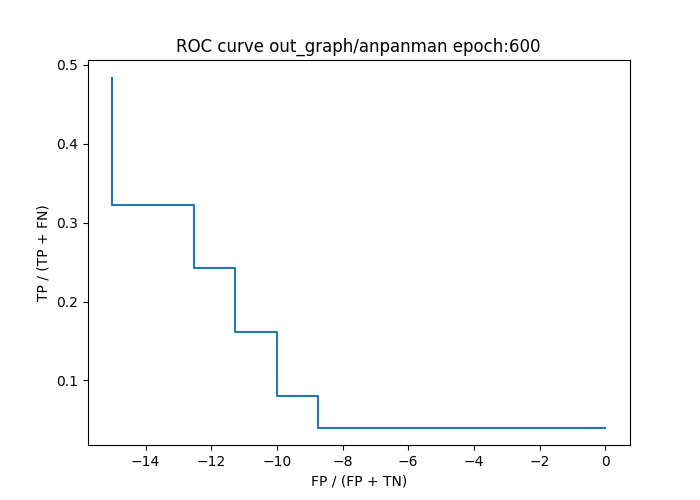 ROC curve out_graph/anpanman epoch:600
0.5
0.4
0.3
0.2
0.1
TP / (TP + FN)
−14 −12 −10 −8 −6 −4 −2 0
FP / (FP + TN)